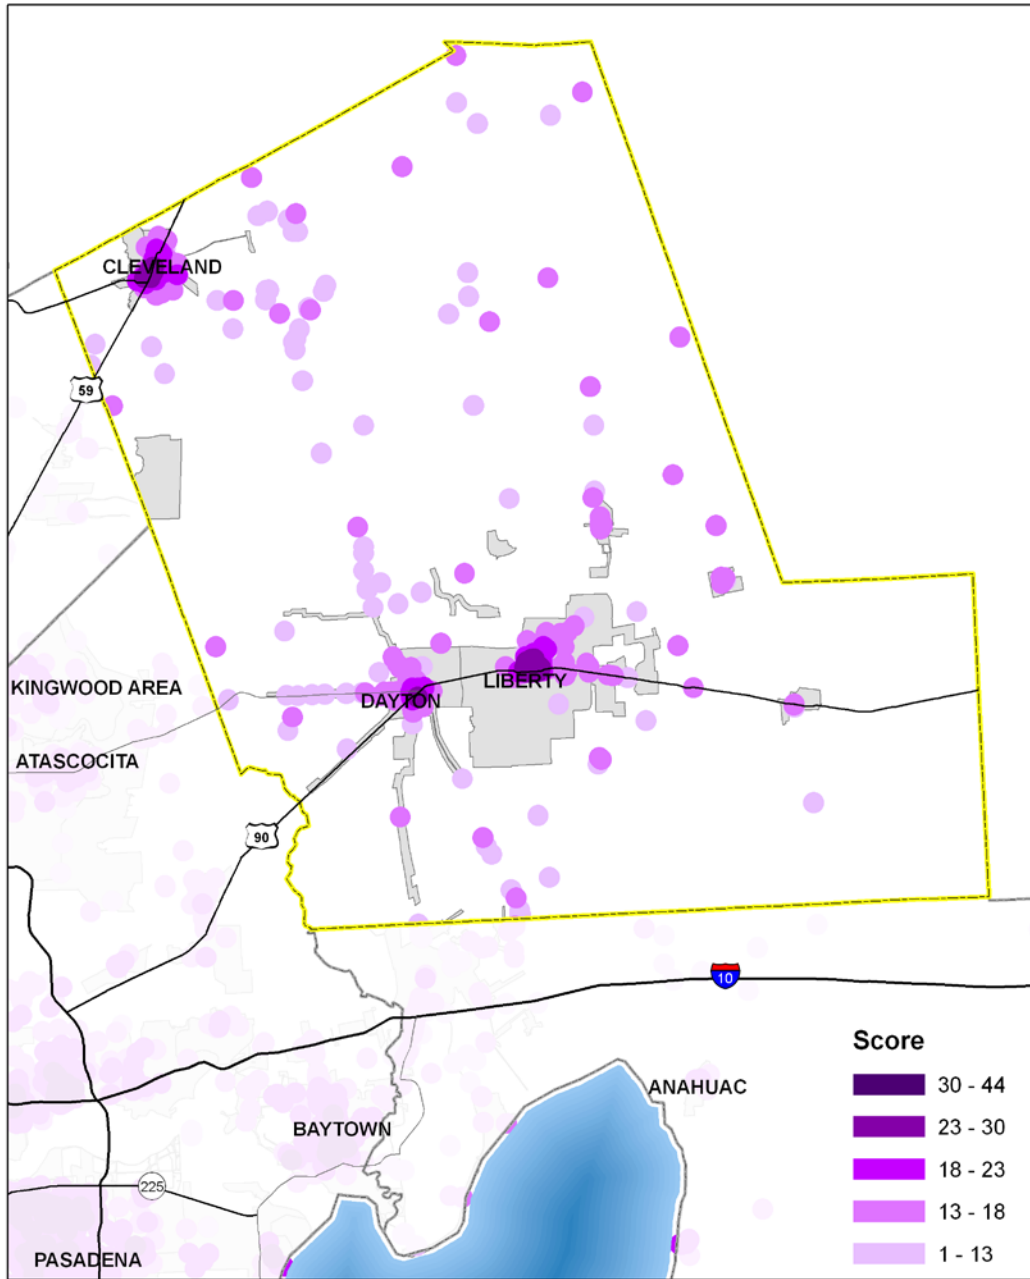 CLEVELAND
59
KINGWOOD AREA
LIBERTY
DAYTON
ATASCOCITA
90
10
Score
30 - 44
ANAHUAC
23 - 30
BAYTOWN
18 - 23
225
13 - 18
PASADENA
1 - 13